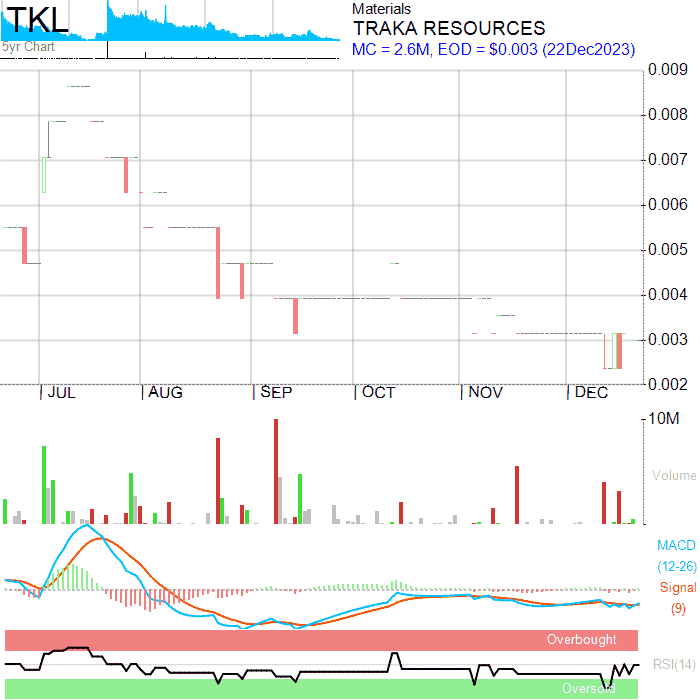 TKL
5yr Chart
Materials
TRAKA RESOURCES
MC = 2.6M, EOD = $0.003 (22Dec2023)
0.009
0.008
0.007
0.006
0.005
0.004
0.003
0.002
JUL AUG SEP OCT NOV DEC
10M
Volume
MACD
(12-26)
Signal
(9)
Overbought
RSI(14)
Oversold